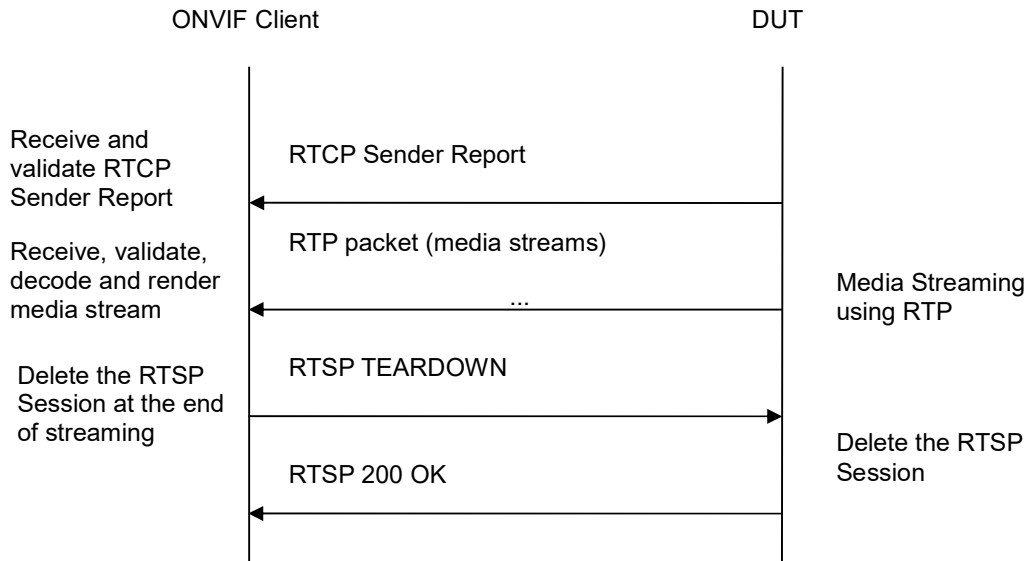 ONVIF Client
DUT
Receive and
validate RTCP
Sender Report
RTCP Sender Report
RTP packet (media streams)
Receive, validate,
decode and render
media stream
...
Media Streaming
using RTP
RTSP TEARDOWN
Delete the RTSP
Session at the end
of streaming
Delete the RTSP
Session
RTSP 200 OK